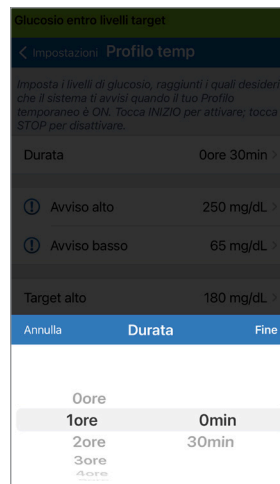 Glucosio entro livelli target
Impostazioni Profilo temp
Imposta i livelli di glucosio, raggiunti i quali desideri
che il sistema ti avvisi quando il tuo Profilo
temporaneo è ON. Tocca INIZIO per attivare; tocca
STOP per disattivare.
Durata 0ore 30min
Avviso alto 250 mg/dL
Avviso basso 65 mg/dL
Target alto 180 mg/dL
Annulla Durata Fine
0ore
1ore 0min
2ore 30min
3ore
4ore